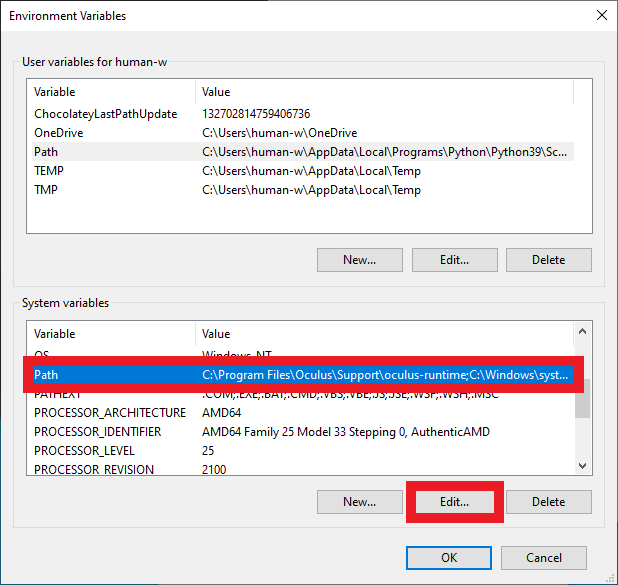 Environment Variables
User variables for human-w
Variable Value
ChocolateyLastPathUpdate 132702814759406736
OneDrive C:\Users\human-w\OneDrive
Path C:\Users\human-w\AppData\Local\Programs\Python\Python39\Sc...
TEMP C:\Users\human-w\AppData\Local\Temp
TMP C:\Users\human-w\AppData\Local\Temp
New... Edit... Delete
System variables
Variable Value
OS Windows_NT
Path C:\Program Files\Oculus\Support\oculus-runtime;C:\Windows\syst...
PATHEXT .COM;.EXE;.BAT;.CMD;.VBS;.VBE;.JS;.JSE;.WSF;.WSH;.MSC
PROCESSOR_ARCHITECTURE AMD64
PROCESSOR_IDENTIFIER AMD64 Family 25 Model 33 Stepping 0, AuthenticAMD
PROCESSOR_LEVEL 25
PROCESSOR_REVISION 2100
New... Edit... Delete
OK Cancel